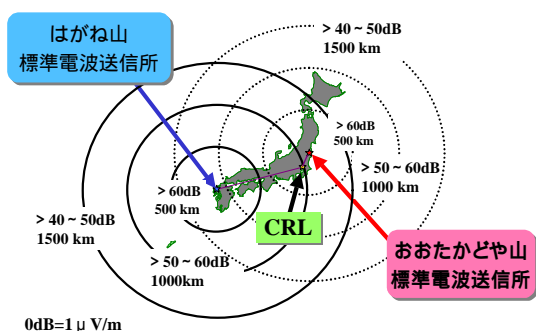 はがね山
標準電波送信所
> 40～50dB
1500 km
> 60dB
500 km
> 50～60dB
1000 km
> 60dB
500 km
> 40～50dB
1500 km
CRL
> 50～60dB
1000km
おおたかどや山
標準電波送信所
0dB=1μV/m